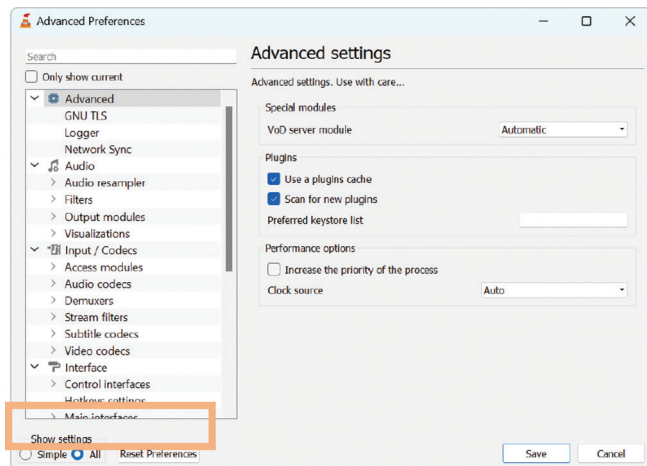 Advanced Preferences
Search
Only show current
Advanced
GNU TLS
Logger
Network Sync
Audio
Audio resampler
Filters
Output modules
Visualizations
Input / Codecs
Access modules
Audio codecs
Demuxers
Stream filters
Subtitle codecs
Video codecs
Interface
Control interfaces
Hotkeys settings
Main interfaces
Show settings
Simple All Reset Preferences
Advanced settings
Advanced settings. Use with care...
Special modules
VoD server module Automatic
Plugins
Use a plugins cache
Scan for new plugins
Preferred keystore list
Performance options
Increase the priority of the process
Clock source Auto
Save Cancel